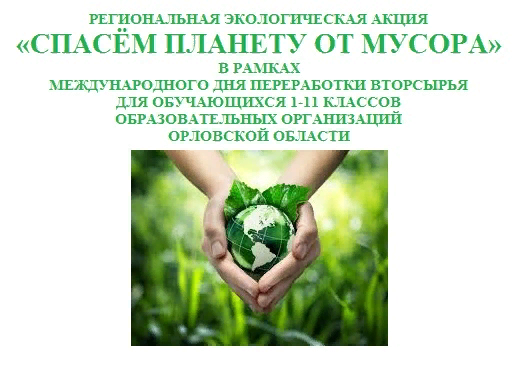 РЕГИОНАЛЬНАЯ ЭКОЛОГИЧЕСКАЯ АКЦИЯ
«СПАСЁМ ПЛАНЕТУ ОТ МУСОРА»
В РАМКАХ
МЕЖДУНАРОДНОГО ДНЯ ПЕРЕРАБОТКИ ВТОРСЫРЬЯ
ДЛЯ ОБУЧАЮЩИХСЯ 1-11 КЛАССОВ
ОБРАЗОВАТЕЛЬНЫХ ОРГАНИЗАЦИЙ
ОРЛОВСКОЙ ОБЛАСТИ